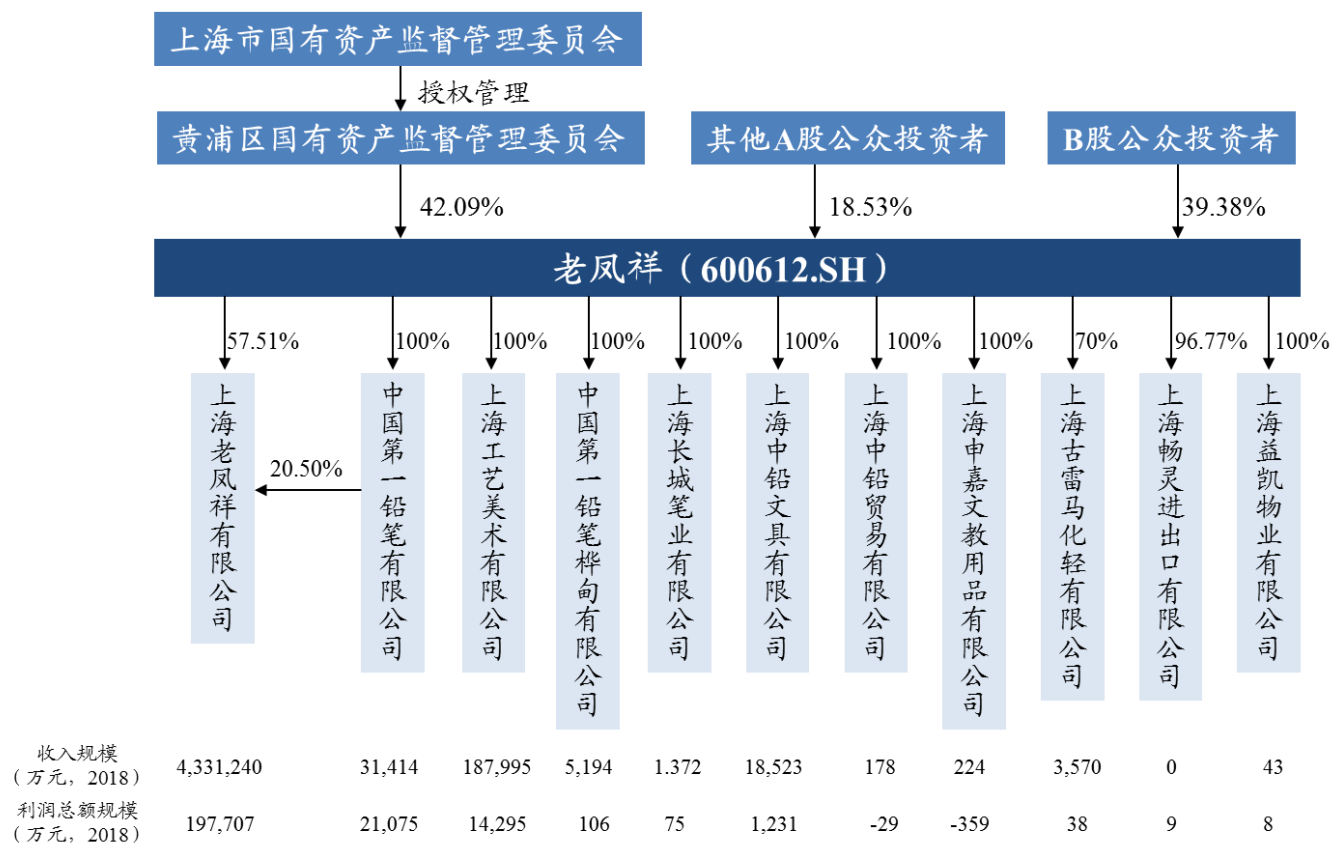 上海市国有资产监督管理委员会
授权管理
黄浦区国有资产监督管理委员会
其他A股公众投资者
B股公众投资者
42.09%
18.53%
39.38%
老凤祥（600612.SH）
57.51%
100%
100%
100%
100%
100%
100%
100%
70%
96.77%
100%
上海老凤祥有限公司
20.50%
中国第一铅笔有限公司
上海工艺美术有限公司
中国第一铅笔桦甸有限公司
上海长城笔业有限公司
上海中铅文具有限公司
上海中铅贸易有限公司
上海申嘉文教用品有限公司
上海古雷马化轻有限公司
上海畅灵进出口有限公司
上海益凯物业有限公司
收入规模
（万元，2018）
4,331,240
31,414
187,995
5,194
1.372
18,523
178
224
3,570
0
43
利润总额规模
（万元，2018）
197,707
21,075
14,295
106
75
1,231
-29
-359
38
9
8